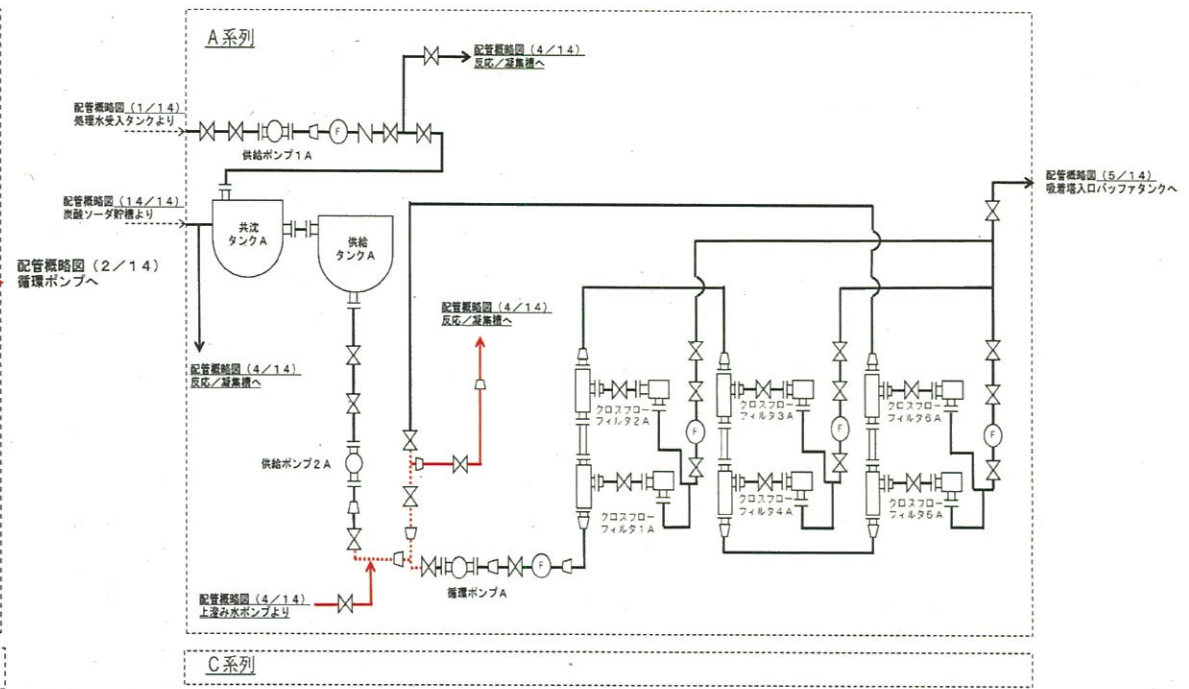 A系列
配管概略図(4/14)
反応/凝集槽へ
配管概略図(1/14)
処理水受入タンクより
F
供給ポンプ1A
配管概略図(5/14)
吸着塔入口バッファタンクへ
配管概略図(14/14)
炭酸ソーダ貯槽より
共沈
タンクA
供給
タンクA
配管概略図(2/14)
循環ポンプへ
配管概略図(4/14)
反応/凝集槽へ
配管概略図(4/14)
反応/凝集槽へ
クロスフロー
フィルタ2A
クロスフロー
フィルタ3A
クロスフロー
フィルタ6A
F
F
F
供給ポンプ2A
クロスフロー
フィルタ1A
クロスフロー
フィルタ4A
クロスフロー
フィルタ5A
F
循環ポンプA
配管概略図(4/14)
上澄み水ポンプより
C系列